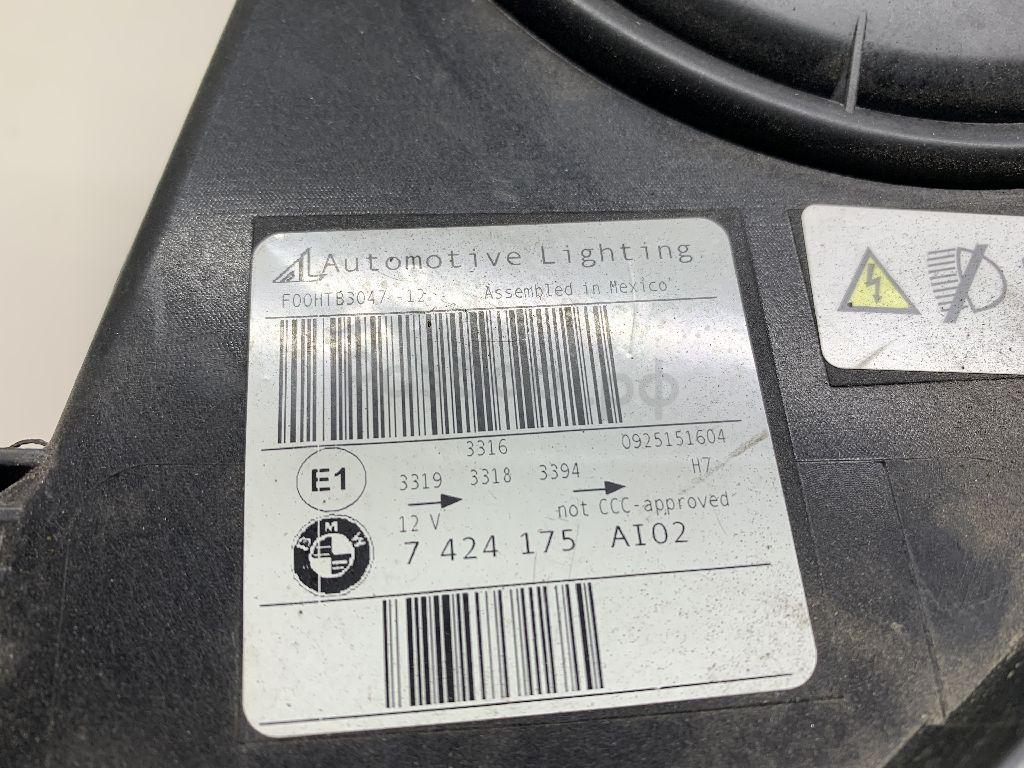 AL Automotive Lighting
F00HTB3047-12 Assembled in Mexico
3316 0925151604
E1 3319 3318 3394 H7
12 V not CCC-approved
BMW 7 424 175 AI02